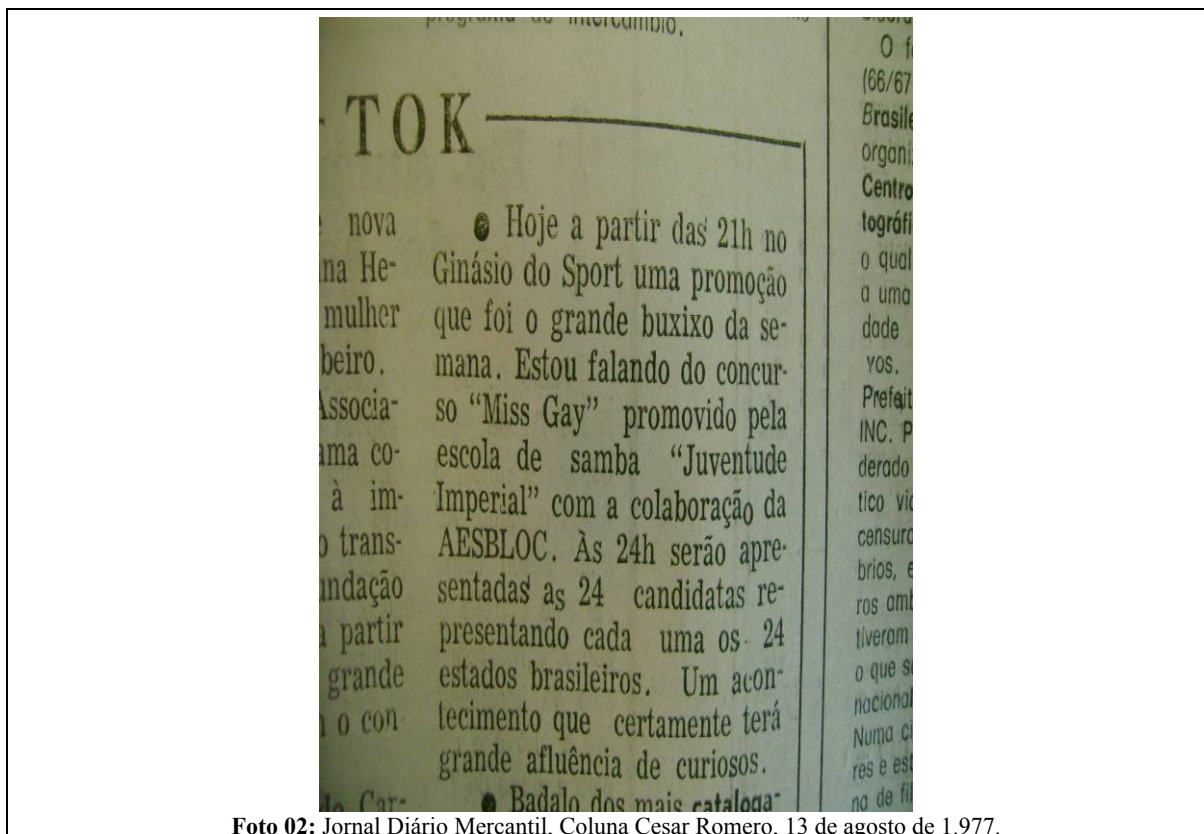 programa de intercâmbio.
TOK
nova
na He-
mulher
beiro.
Associa-
ama co-
à im-
trans-
undação
a partir
grande
o con
● Hoje a partir das 21h no
Ginásio do Sport uma promoção
que foi o grande buxixo da se-
mana. Estou falando do concur-
so “Miss Gay” promovido pela
escola de samba “Juventude
Imperial” com a colaboração da
AESBLOC. Às 24h serão apre-
sentadas as 24 candidatas re-
presentando cada uma os 24
estados brasileiros. Um acon-
tecimento que certamente terá
grande afluência de curiosos.
● Badalo dos mais cataloga-
O f
(66/67
Brasile
organi
Centro
tográfi
o qual
a uma
dade
vos.
Prefeit
INC. P
derado
tico vi
censura
brios, e
ros amb
tiveram
o que s
nacional
Numa ci
res e est
na de fil
Foto 02: Jornal Diário Mercantil, Coluna Cesar Romero, 13 de agosto de 1.977.